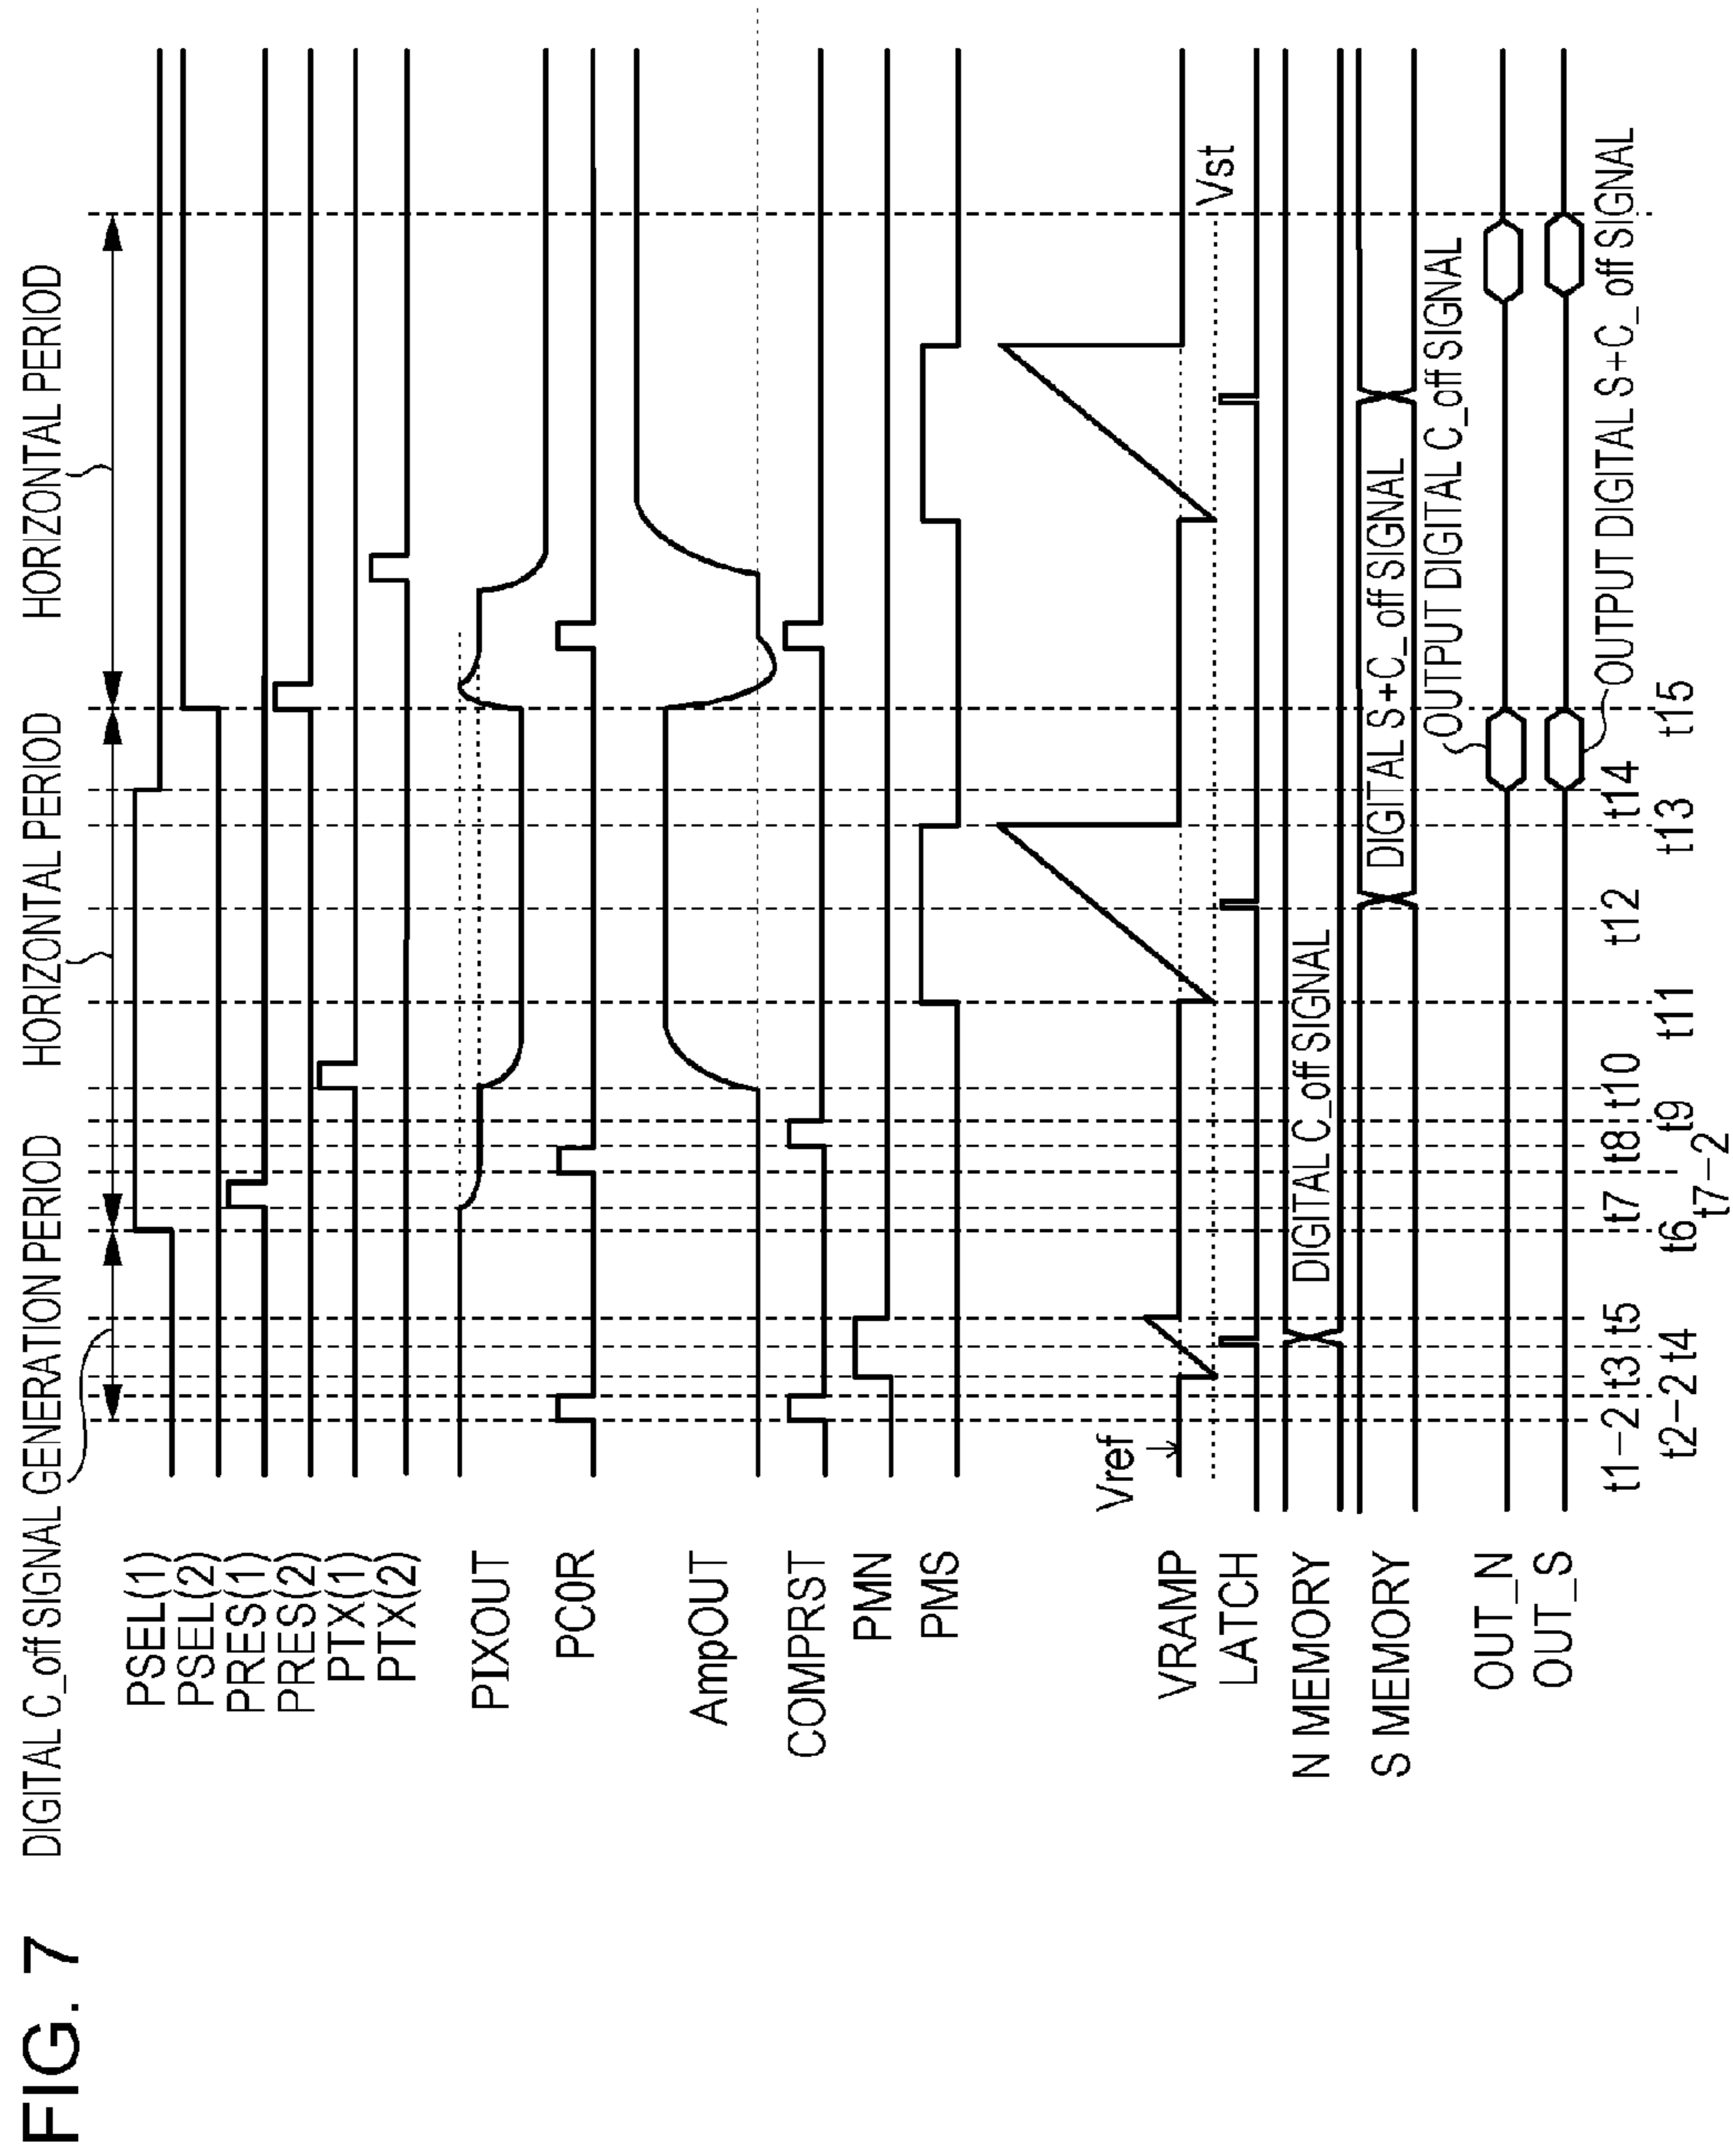 FIG. 7
DIGITAL C_off SIGNAL GENERATION PERIOD
HORIZONTAL PERIOD
HORIZONTAL PERIOD
PSEL(1)
PSEL(2)
PRES(1)
PRES(2)
PTX(1)
PTX(2)
PIXOUT
PC0R
AmpOUT
COMPRST
PMN
PMS
Vref
VRAMP
Vst
LATCH
N MEMORY
DIGITAL C_off SIGNAL
S MEMORY
DIGITAL S+C_off SIGNAL
OUTPUT DIGITAL C_off SIGNAL
OUT_N
OUT_S
OUTPUT DIGITAL S+C_off SIGNAL
t1-2 t3 t5 t7 t8 t10 t12 t14
t2-2 t4 t6 t9 t11 t13 t15
t7-2